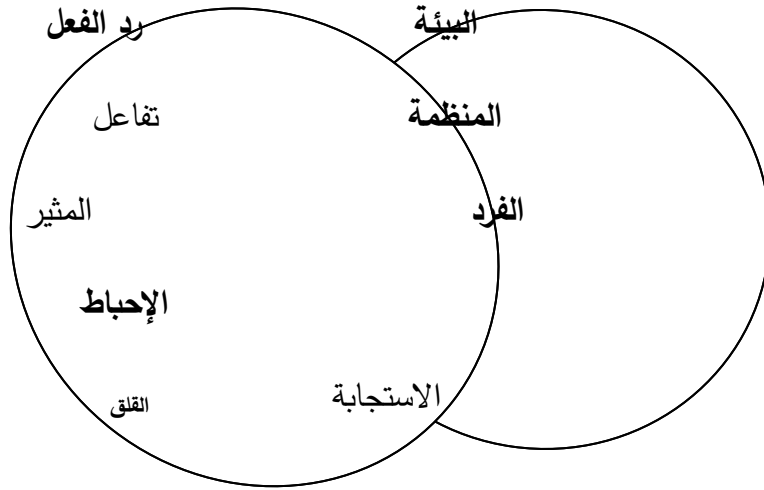 البيئة
رد الفعل
المنظمة
تفاعل
الفرد
المثير
الإحباط
الاستجابة
القلق